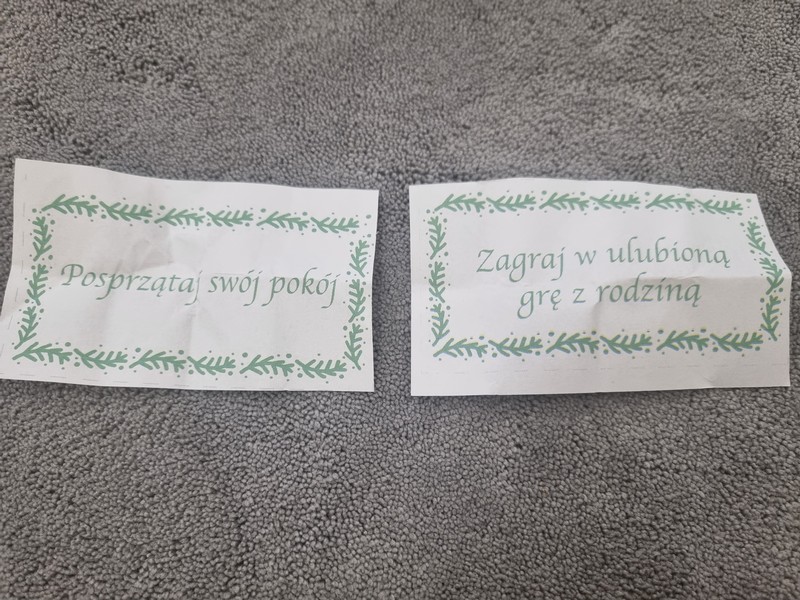 Posprzątaj swój pokój
Zagraj w ulubioną
grę z rodziną